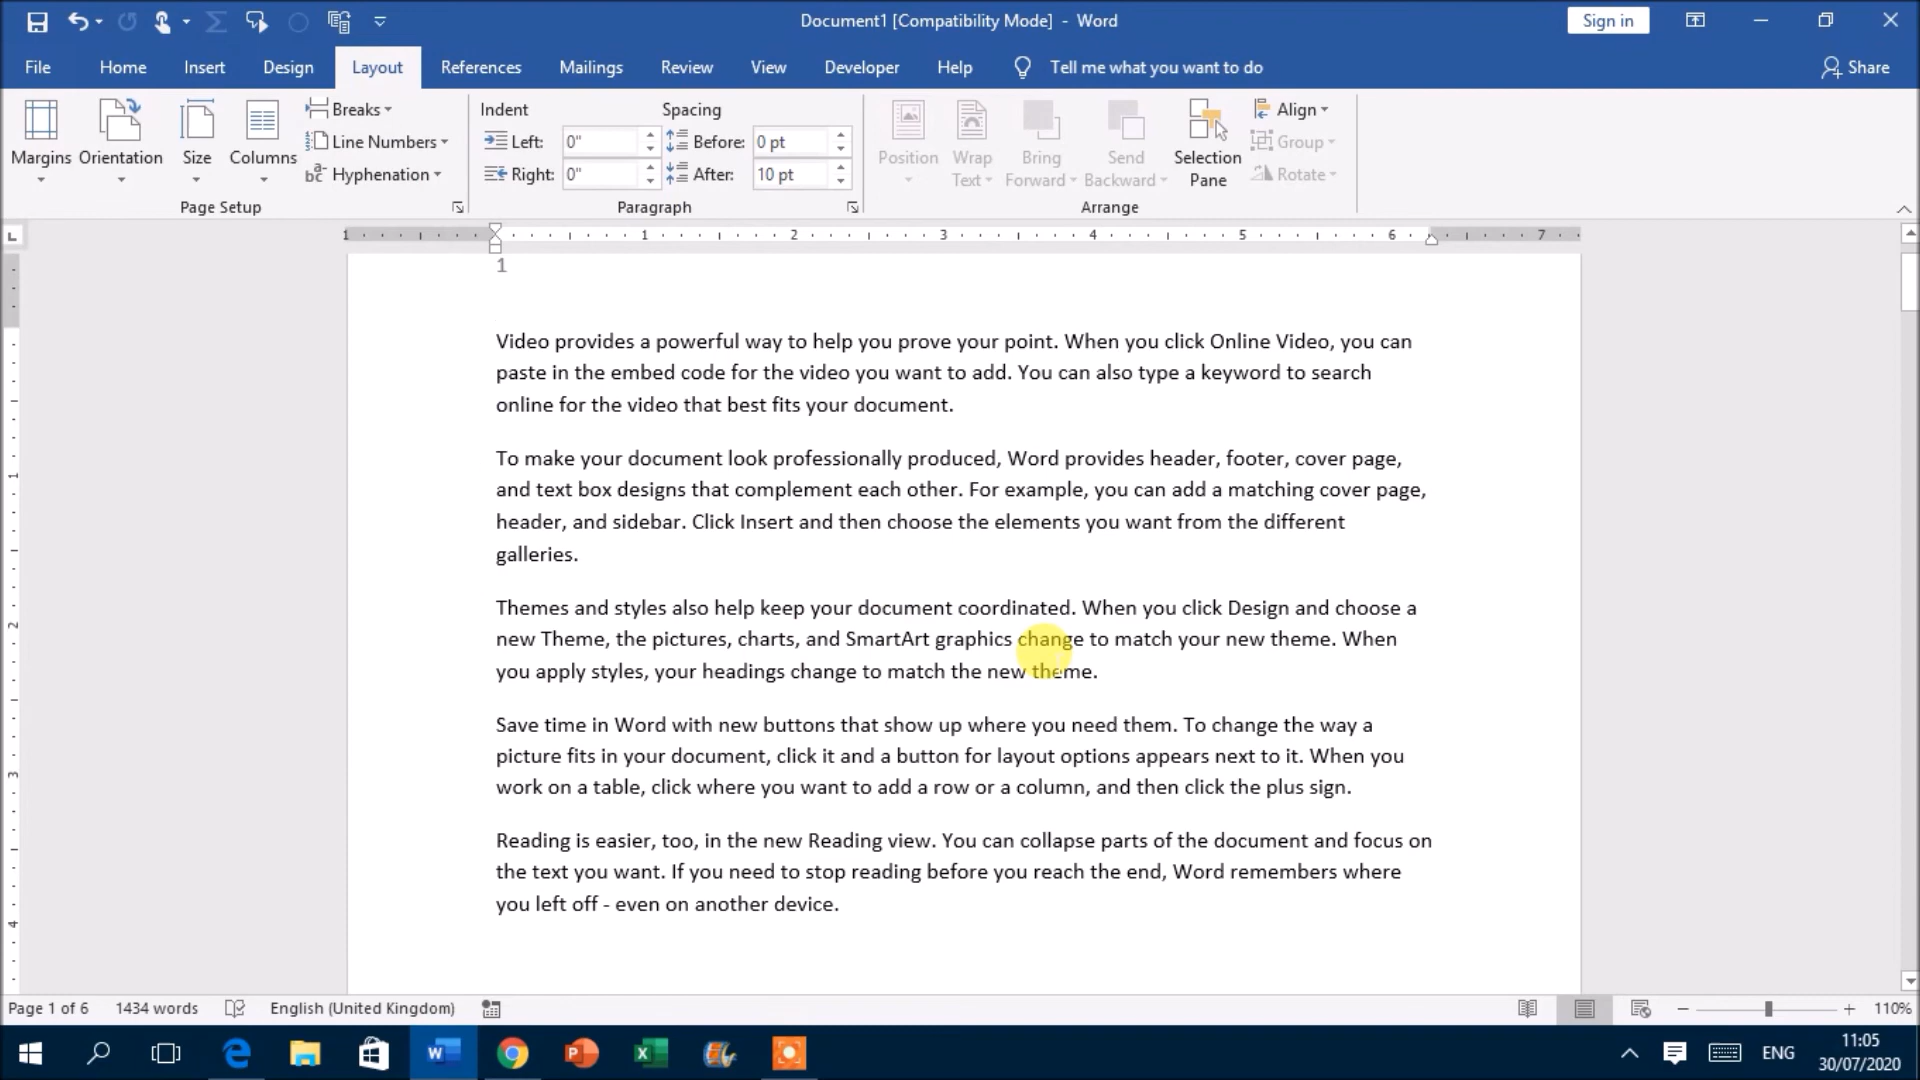 Document1 [Compatibility Mode] - Word
Sign in
File Home Insert Design Layout References Mailings Review View Developer Help Tell me what you want to do Share
Margins Orientation Size Columns
Breaks
Line Numbers
Hyphenation
Page Setup
Indent Spacing
Left: 0" Before: 0 pt
Right: 0" After: 10 pt
Paragraph
Position Wrap Text Bring Forward Send Backward Selection Pane
Align
Group
Rotate
Arrange
1 1 2 3 4 5 6 7
1
Video provides a powerful way to help you prove your point. When you click Online Video, you can
paste in the embed code for the video you want to add. You can also type a keyword to search
online for the video that best fits your document.
To make your document look professionally produced, Word provides header, footer, cover page,
and text box designs that complement each other. For example, you can add a matching cover page,
header, and sidebar. Click Insert and then choose the elements you want from the different
galleries.
Themes and styles also help keep your document coordinated. When you click Design and choose a
new Theme, the pictures, charts, and SmartArt graphics change to match your new theme. When
you apply styles, your headings change to match the new theme.
Save time in Word with new buttons that show up where you need them. To change the way a
picture fits in your document, click it and a button for layout options appears next to it. When you
work on a table, click where you want to add a row or a column, and then click the plus sign.
Reading is easier, too, in the new Reading view. You can collapse parts of the document and focus on
the text you want. If you need to stop reading before you reach the end, Word remembers where
you left off - even on another device.
1
2
3
4
Page 1 of 6 1434 words English (United Kingdom) 110%
ENG
11:05
30/07/2020